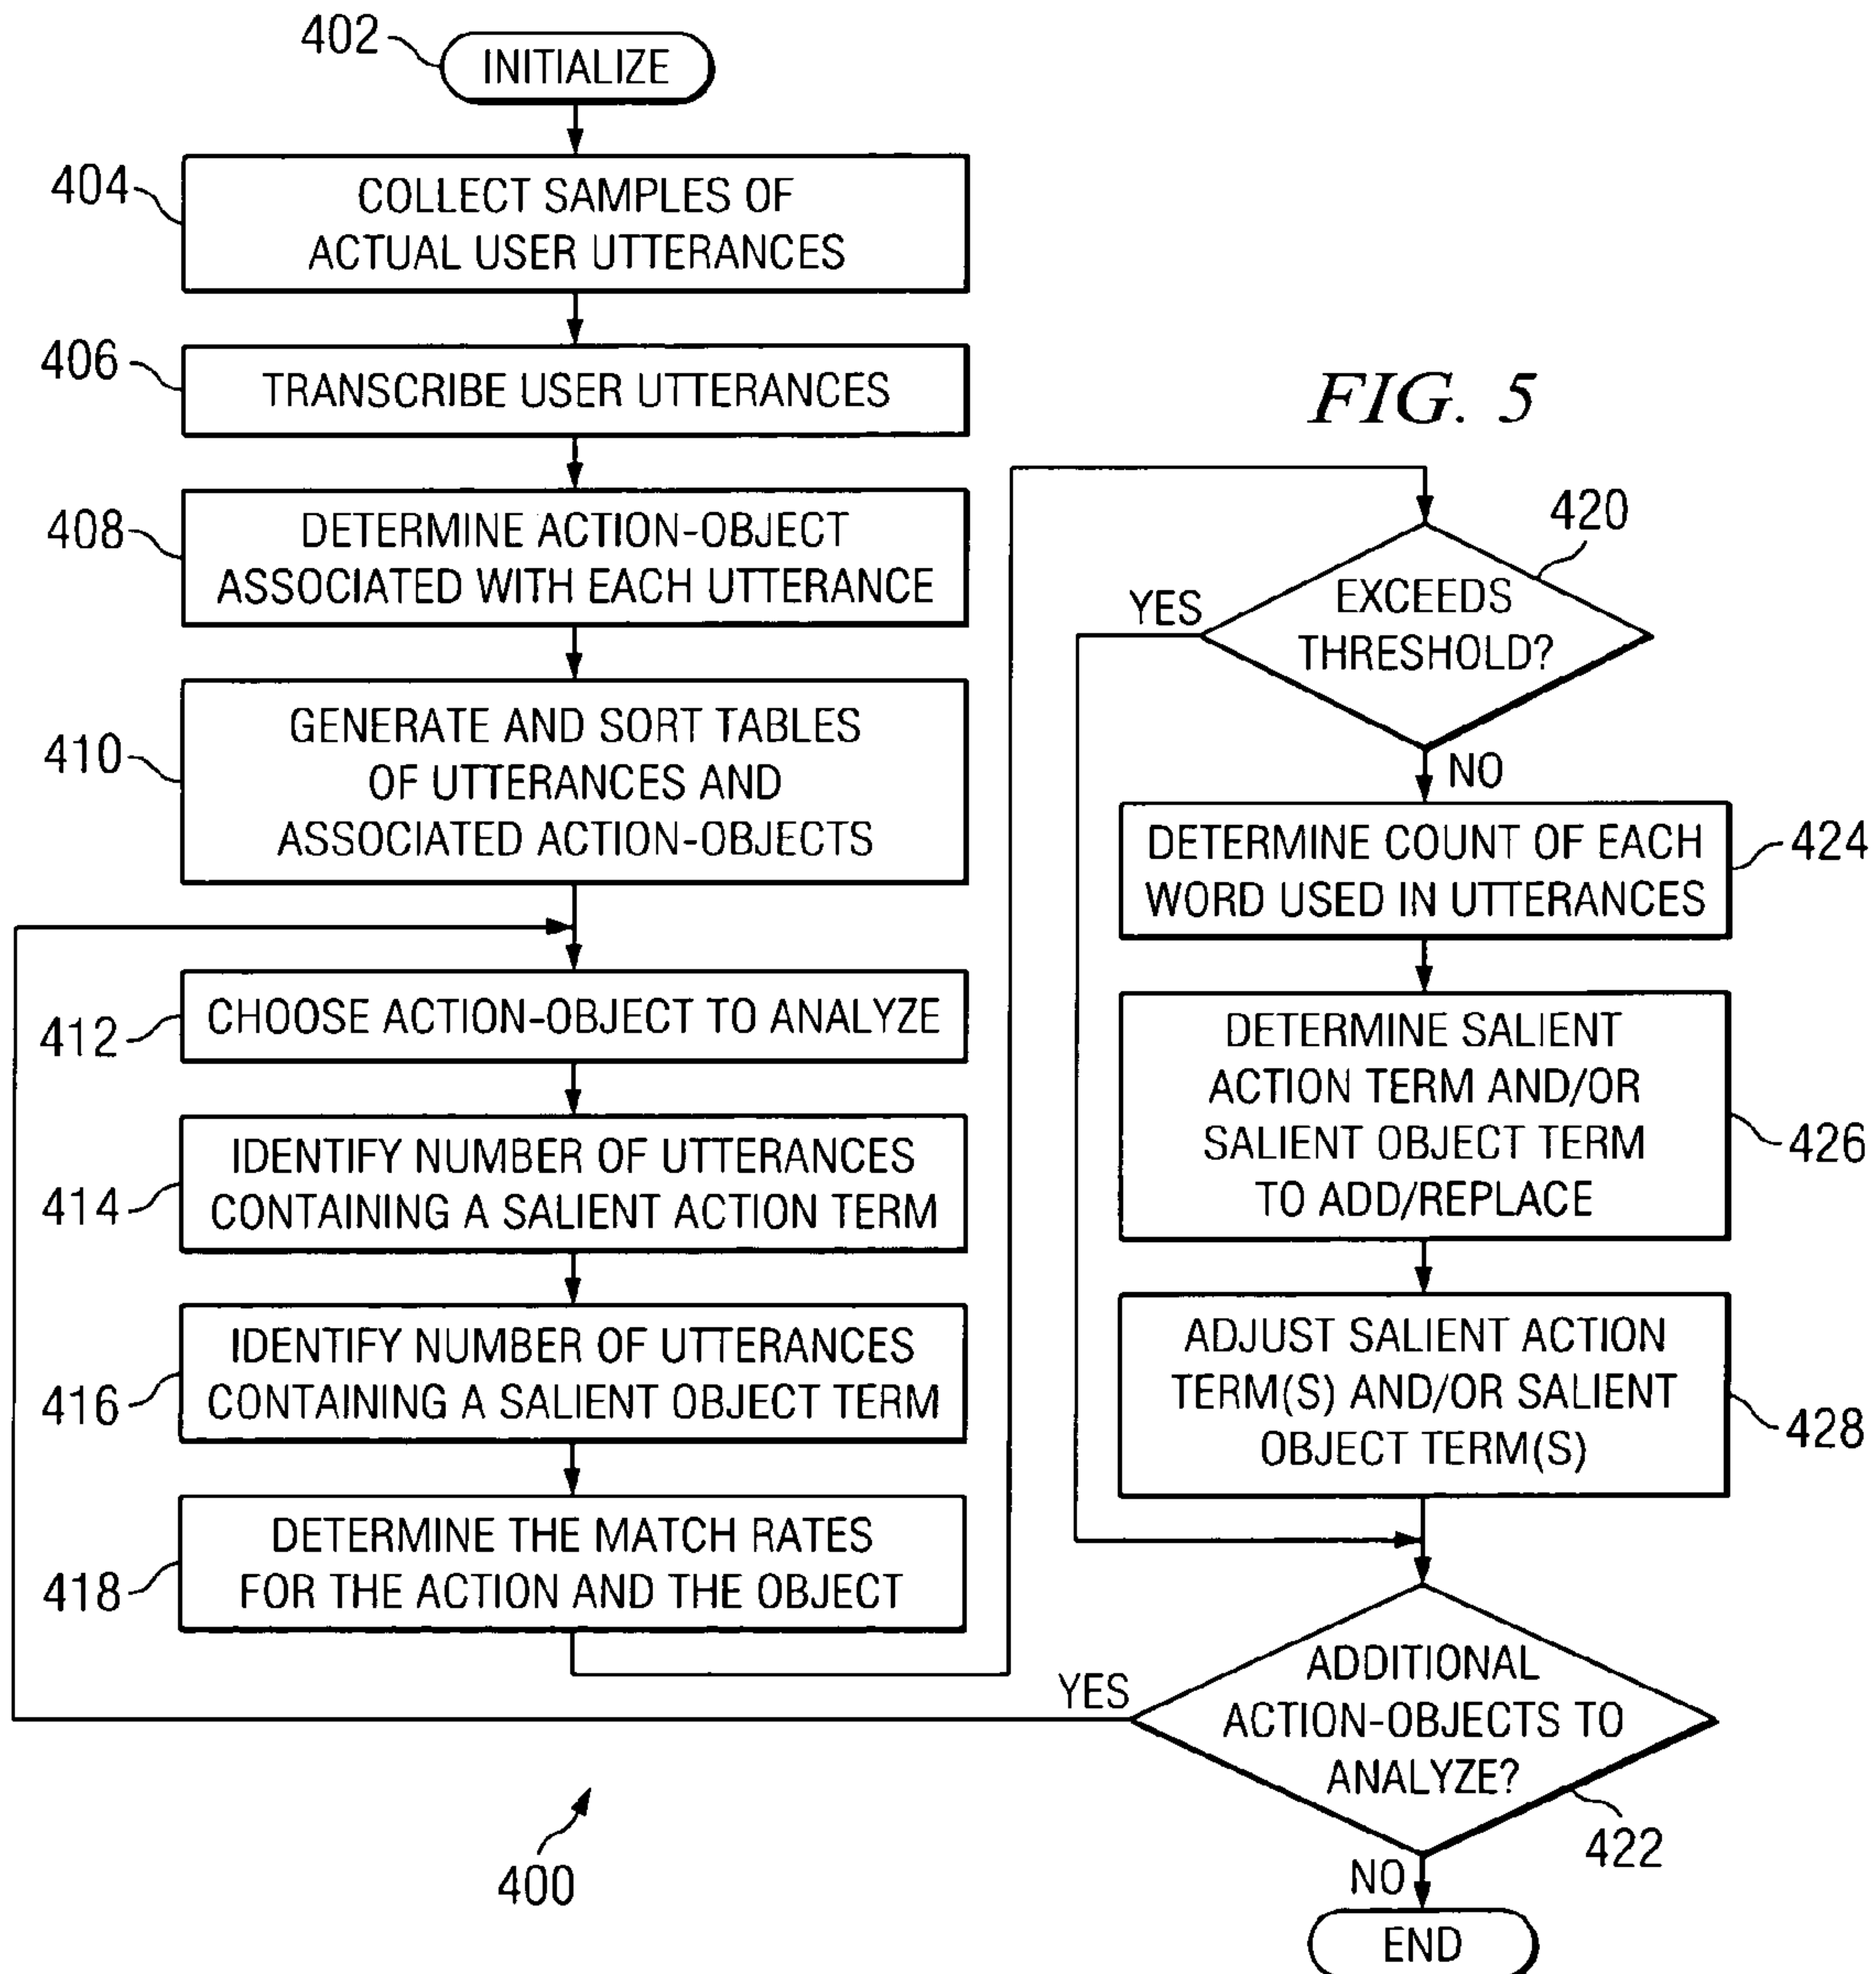 402
INITIALIZE
404
COLLECT SAMPLES OF
ACTUAL USER UTTERANCES
406
TRANSCRIBE USER UTTERANCES
408
DETERMINE ACTION-OBJECT
ASSOCIATED WITH EACH UTTERANCE
410
GENERATE AND SORT TABLES
OF UTTERANCES AND
ASSOCIATED ACTION-OBJECTS
412
CHOOSE ACTION-OBJECT TO ANALYZE
414
IDENTIFY NUMBER OF UTTERANCES
CONTAINING A SALIENT ACTION TERM
416
IDENTIFY NUMBER OF UTTERANCES
CONTAINING A SALIENT OBJECT TERM
418
DETERMINE THE MATCH RATES
FOR THE ACTION AND THE OBJECT
400
FIG. 5
420
EXCEEDS
THRESHOLD?
YES
NO
DETERMINE COUNT OF EACH
WORD USED IN UTTERANCES
424
DETERMINE SALIENT
ACTION TERM AND/OR
SALIENT OBJECT TERM
TO ADD/REPLACE
426
ADJUST SALIENT ACTION
TERM(S) AND/OR SALIENT
OBJECT TERM(S)
428
YES
ADDITIONAL
ACTION-OBJECTS TO
ANALYZE?
422
NO
END